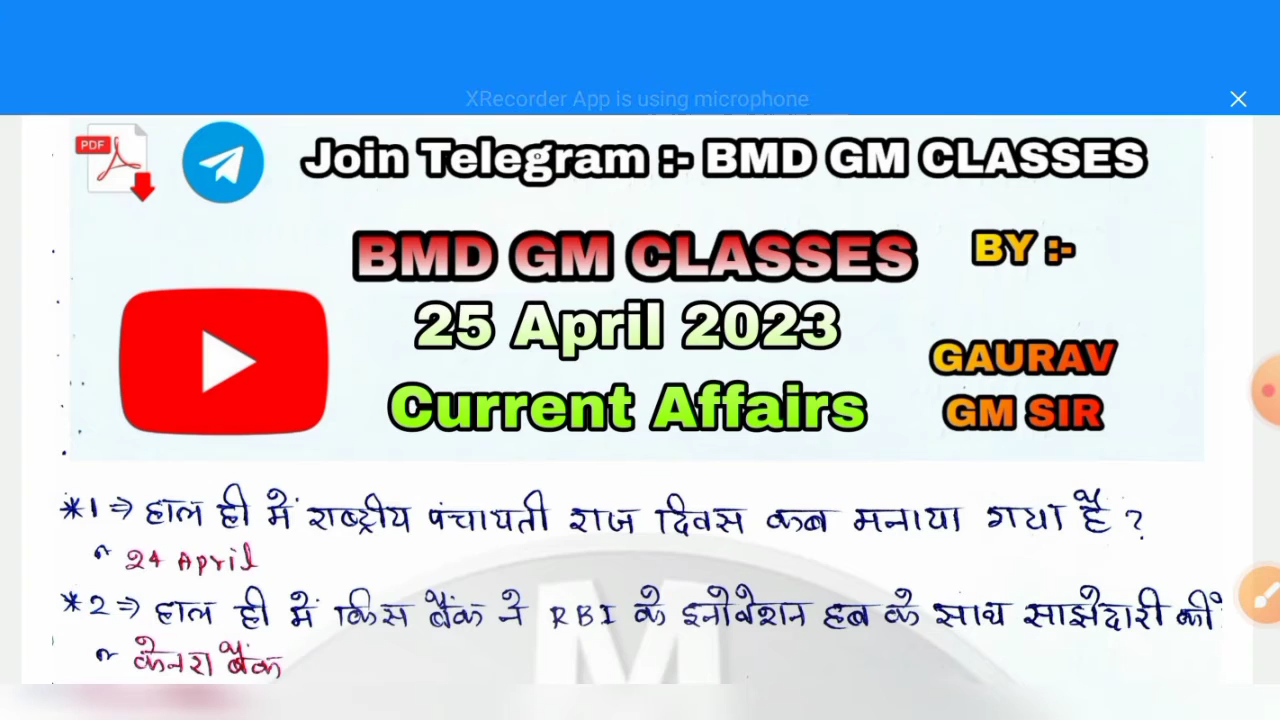 XRecorder App is using microphone
PDF
Join Telegram :- BMD GM CLASSES
BMD GM CLASSES
BY :-
25 April 2023
GAURAV
Current Affairs
GM SIR
*1 ⇒ हाल ही में राष्ट्रीय पंचायती राज दिवस कब मनाया गया है ?
24 April
*2 ⇒ हाल ही में किस बैंक ने RBI के इनोवेशन हब के साथ साझेदारी की
केनरा बैंक
M